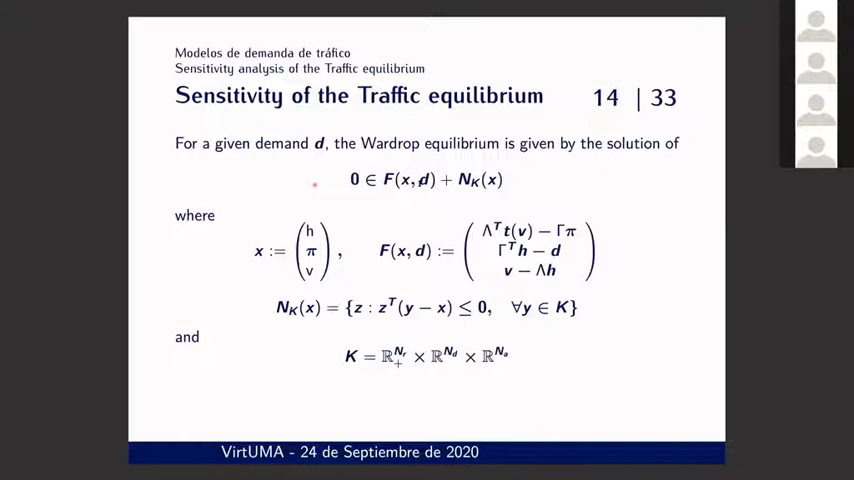 Modelos de demanda de tráfico
Sensitivity analysis of the Traffic equilibrium
Sensitivity of the Traffic equilibrium 14 | 33
For a given demand d, the Wardrop equilibrium is given by the solution of
0 ∈ F(x, d) + N_K(x)
where
x := (h π v), F(x, d) := (Λ^T t(v) − Γπ Γ^T h − d v − Λh)
N_K(x) = {z : z^T(y − x) ≤ 0, ∀y ∈ K}
and
K = ℝ_+^{N_r} × ℝ^{N_d} × ℝ^{N_a}
VirtUMA - 24 de Septiembre de 2020